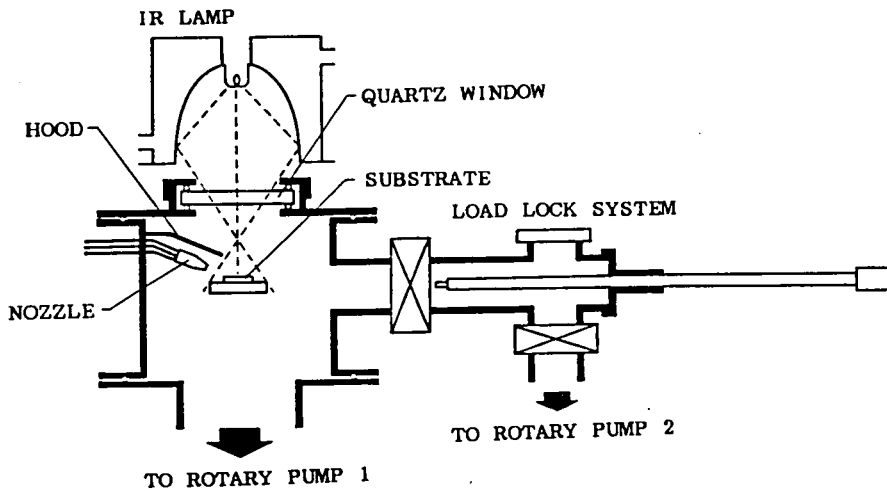 IR LAMP
QUARTZ WINDOW
HOOD
SUBSTRATE
LOAD LOCK SYSTEM
NOZZLE
TO ROTARY PUMP 2
TO ROTARY PUMP 1